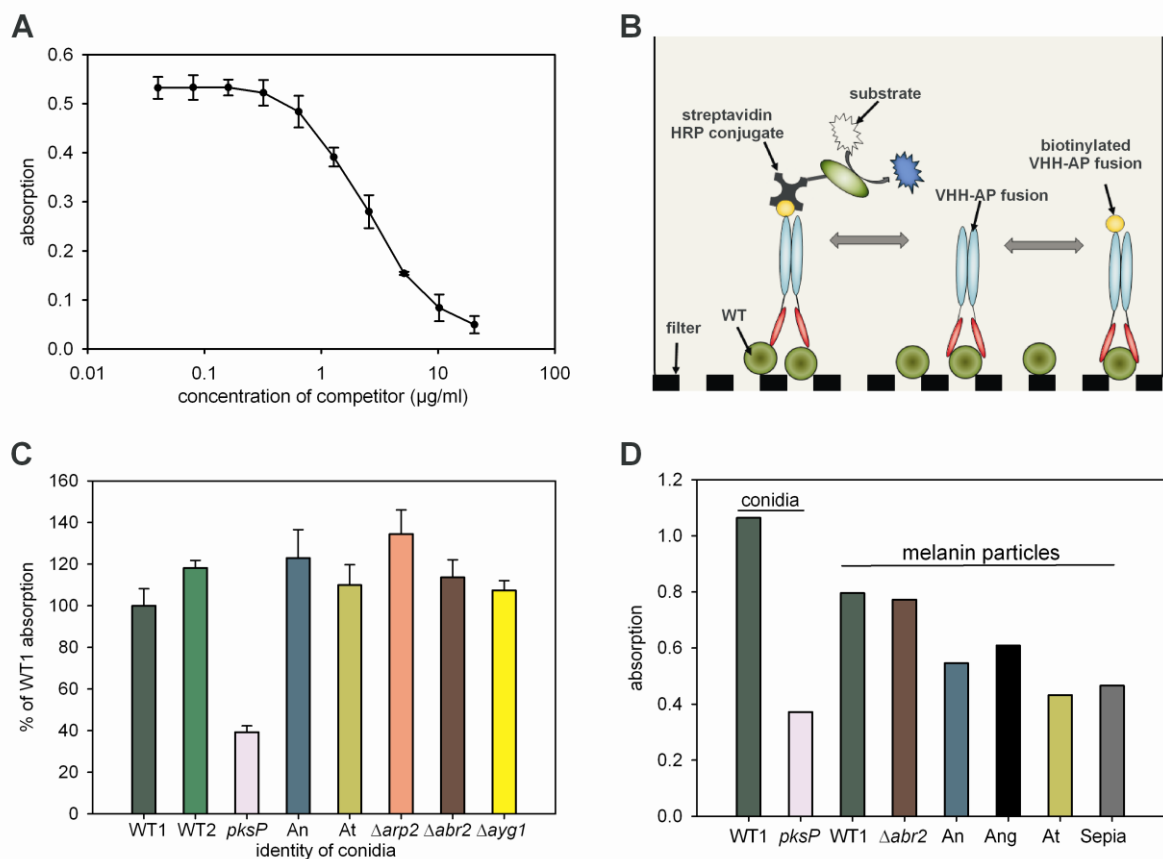 A
0.6
0.5
0.4
0.3
0.2
0.1
0.0
absorption
0.01
0.1
1
10
100
concentration of competitor (µg/ml)
B
substrate
streptavidin
HRP conjugate
biotinylated
VHH-AP fusion
VHH-AP fusion
filter
WT
C
160
140
120
100
80
60
40
20
0
% of WT1 absorption
WT1
WT2
pksP
An
At
Δarp2
Δabr2
Δayg1
identity of conidia
D
1.2
1.0
0.8
0.6
0.4
0.2
0.0
absorption
conidia
melanin particles
WT1
pksP
WT1
Δabr2
An
Ang
At
Sepia